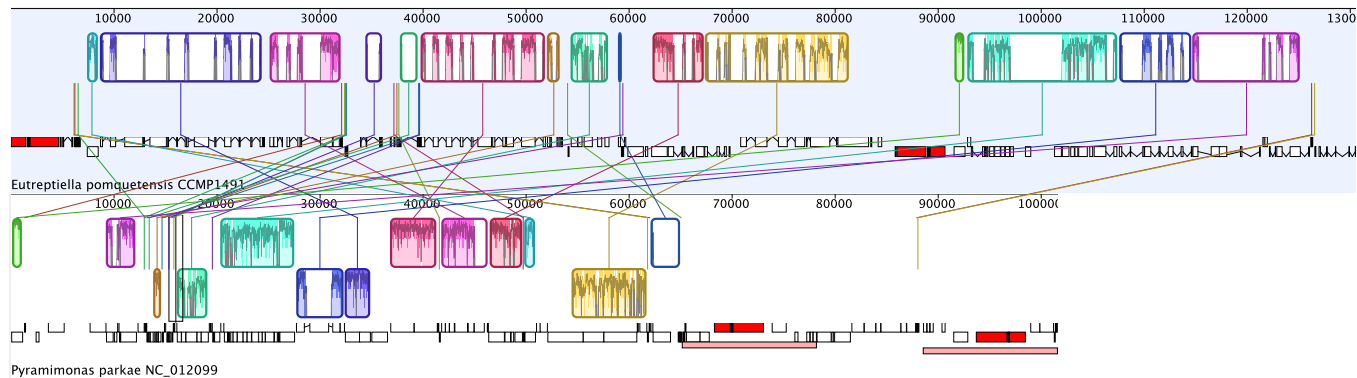 10000 20000 30000 40000 50000 60000 70000 80000 90000 100000 110000 120000 1300
Eutreptiella pomquetensis CCMP1491
10000 20000 30000 40000 50000 60000 70000 80000 90000 100000
Pyramimonas parkae NC_012099